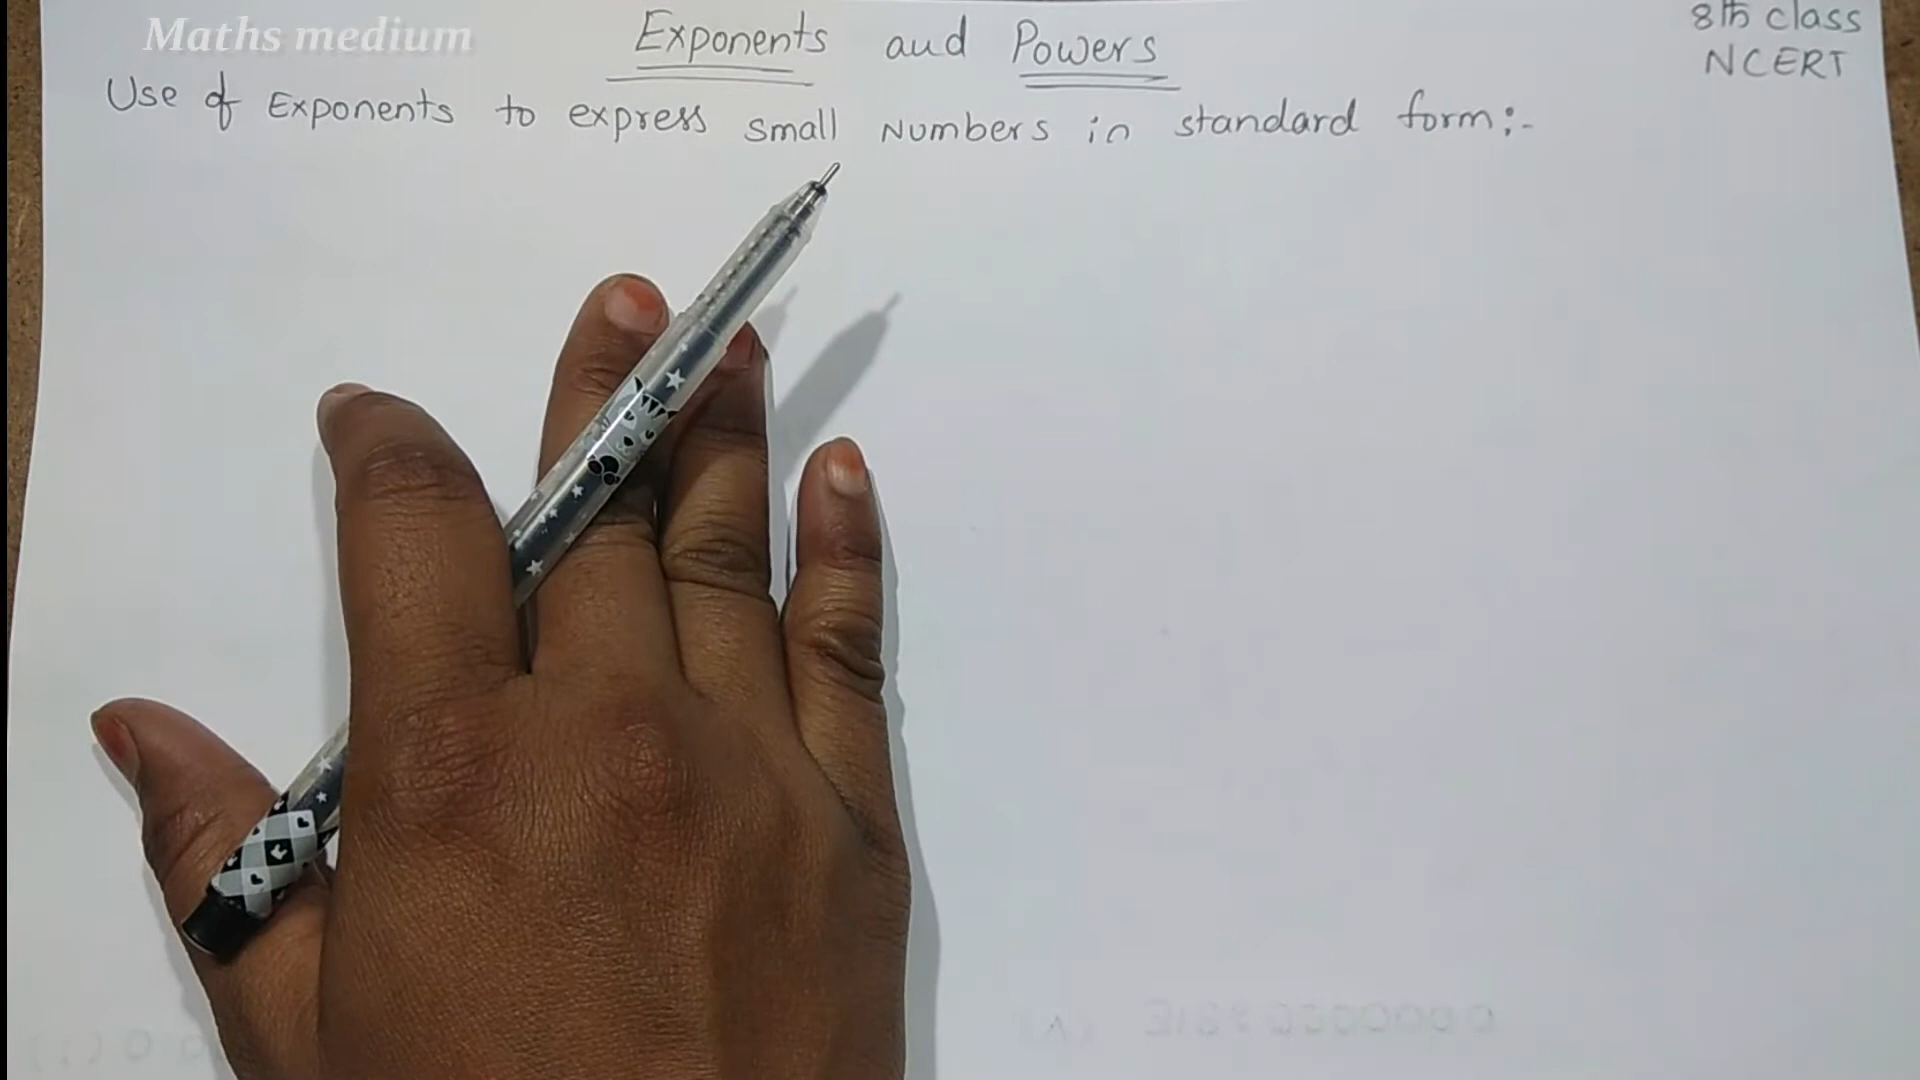 Maths medium
Exponents and Powers
8th class
NCERT
Use of Exponents to express small Numbers in standard form:-